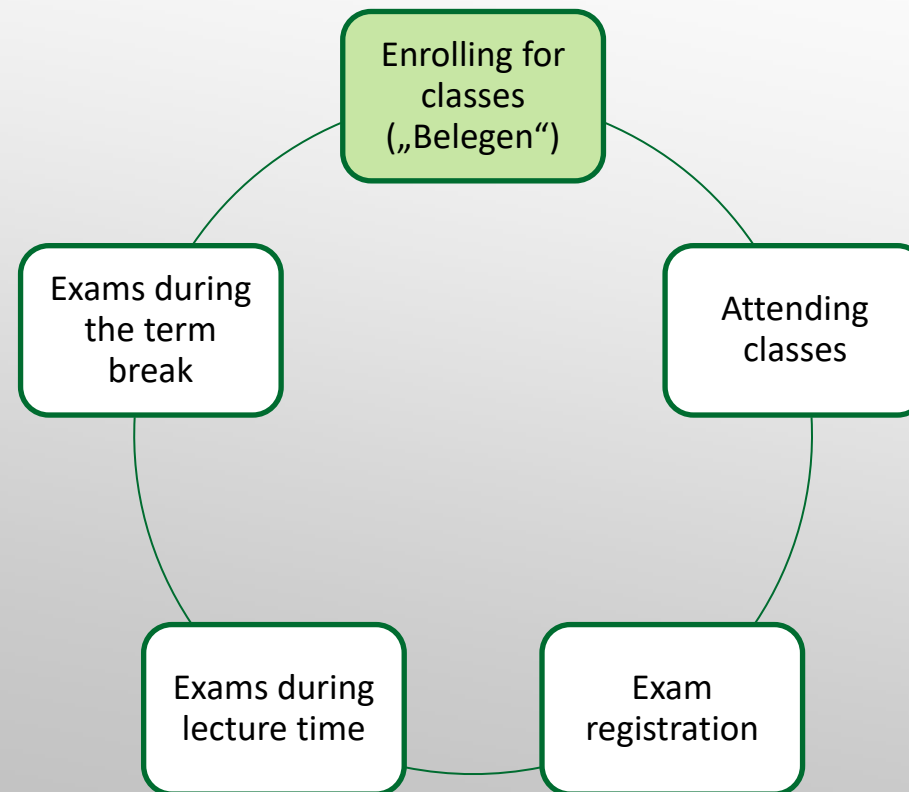 Enrolling for
classes
(„Belegen“)
Attending
classes
Exam
registration
Exams during
lecture time
Exams during
the term
break